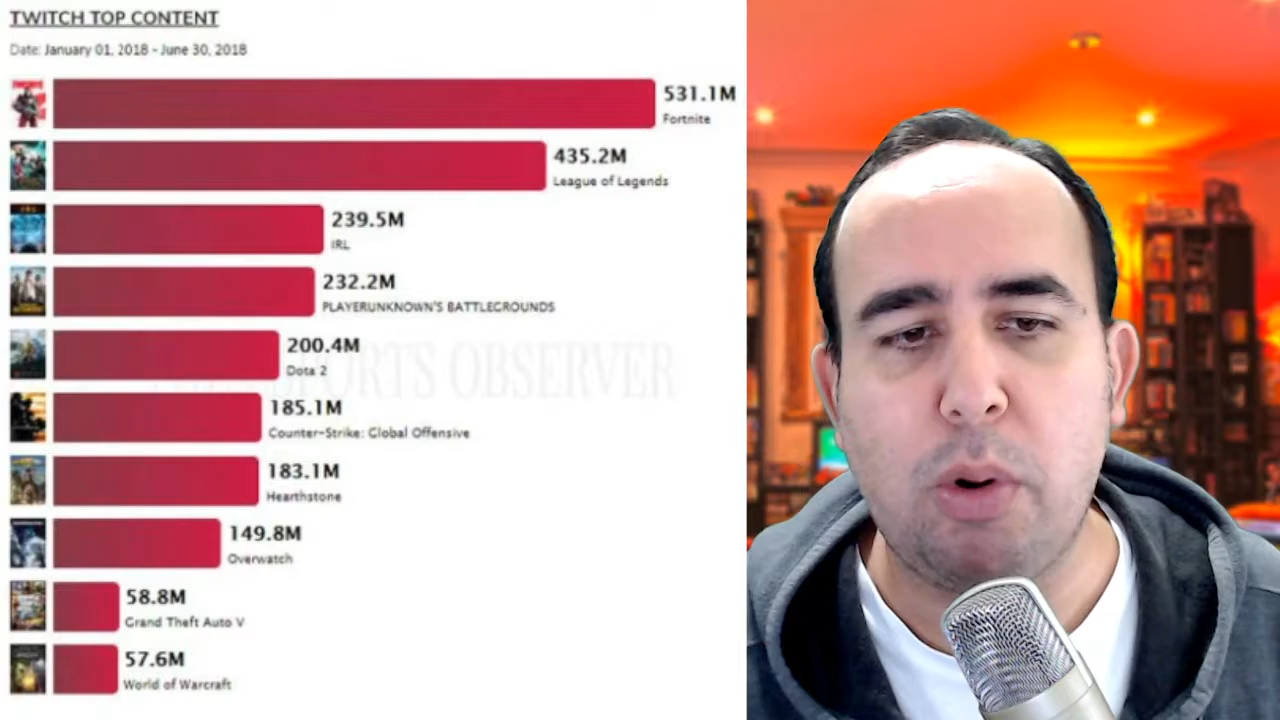 TWITCH TOP CONTENT
Date: January 01, 2018 - June 30, 2018
531.1M
Fortnite
435.2M
League of Legends
239.5M
IRL
232.2M
PLAYERUNKNOWN'S BATTLEGROUNDS
200.4M
Dota 2
185.1M
Counter-Strike: Global Offensive
183.1M
Hearthstone
149.8M
Overwatch
58.8M
Grand Theft Auto V
57.6M
World of Warcraft
OBSERVER